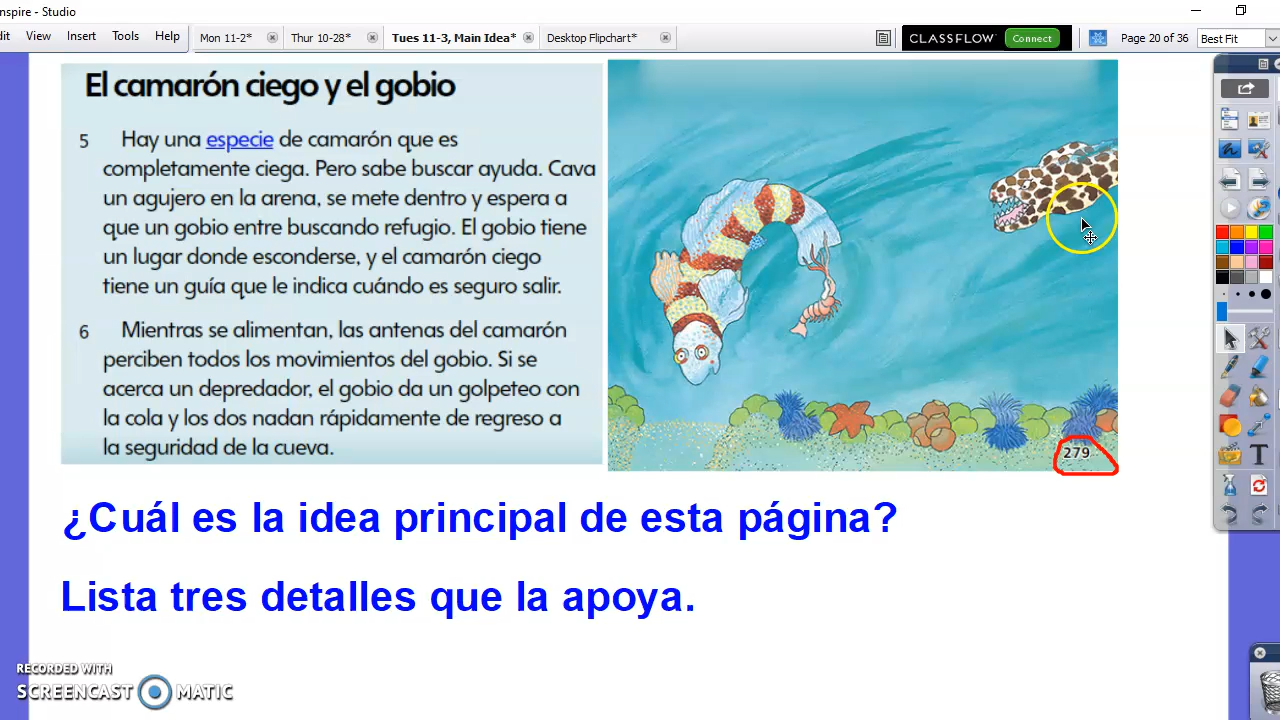 nspire - Studio
dit View Insert Tools Help
Mon 11-2* Thur 10-28* Tues 11-3, Main Idea* Desktop Flipchart*
CLASSFLOW Connect
Page 20 of 36 Best Fit
El camarón ciego y el gobio
5 Hay una especie de camarón que es
completamente ciega. Pero sabe buscar ayuda. Cava
un agujero en la arena, se mete dentro y espera a
que un gobio entre buscando refugio. El gobio tiene
un lugar donde esconderse, y el camarón ciego
tiene un guía que le indica cuándo es seguro salir.
6 Mientras se alimentan, las antenas del camarón
perciben todos los movimientos del gobio. Si se
acerca un depredador, el gobio da un golpeteo con
la cola y los dos nadan rápidamente de regreso a
la seguridad de la cueva.
279
¿Cuál es la idea principal de esta página?
Lista tres detalles que la apoya.
RECORDED WITH
SCREENCAST MATIC